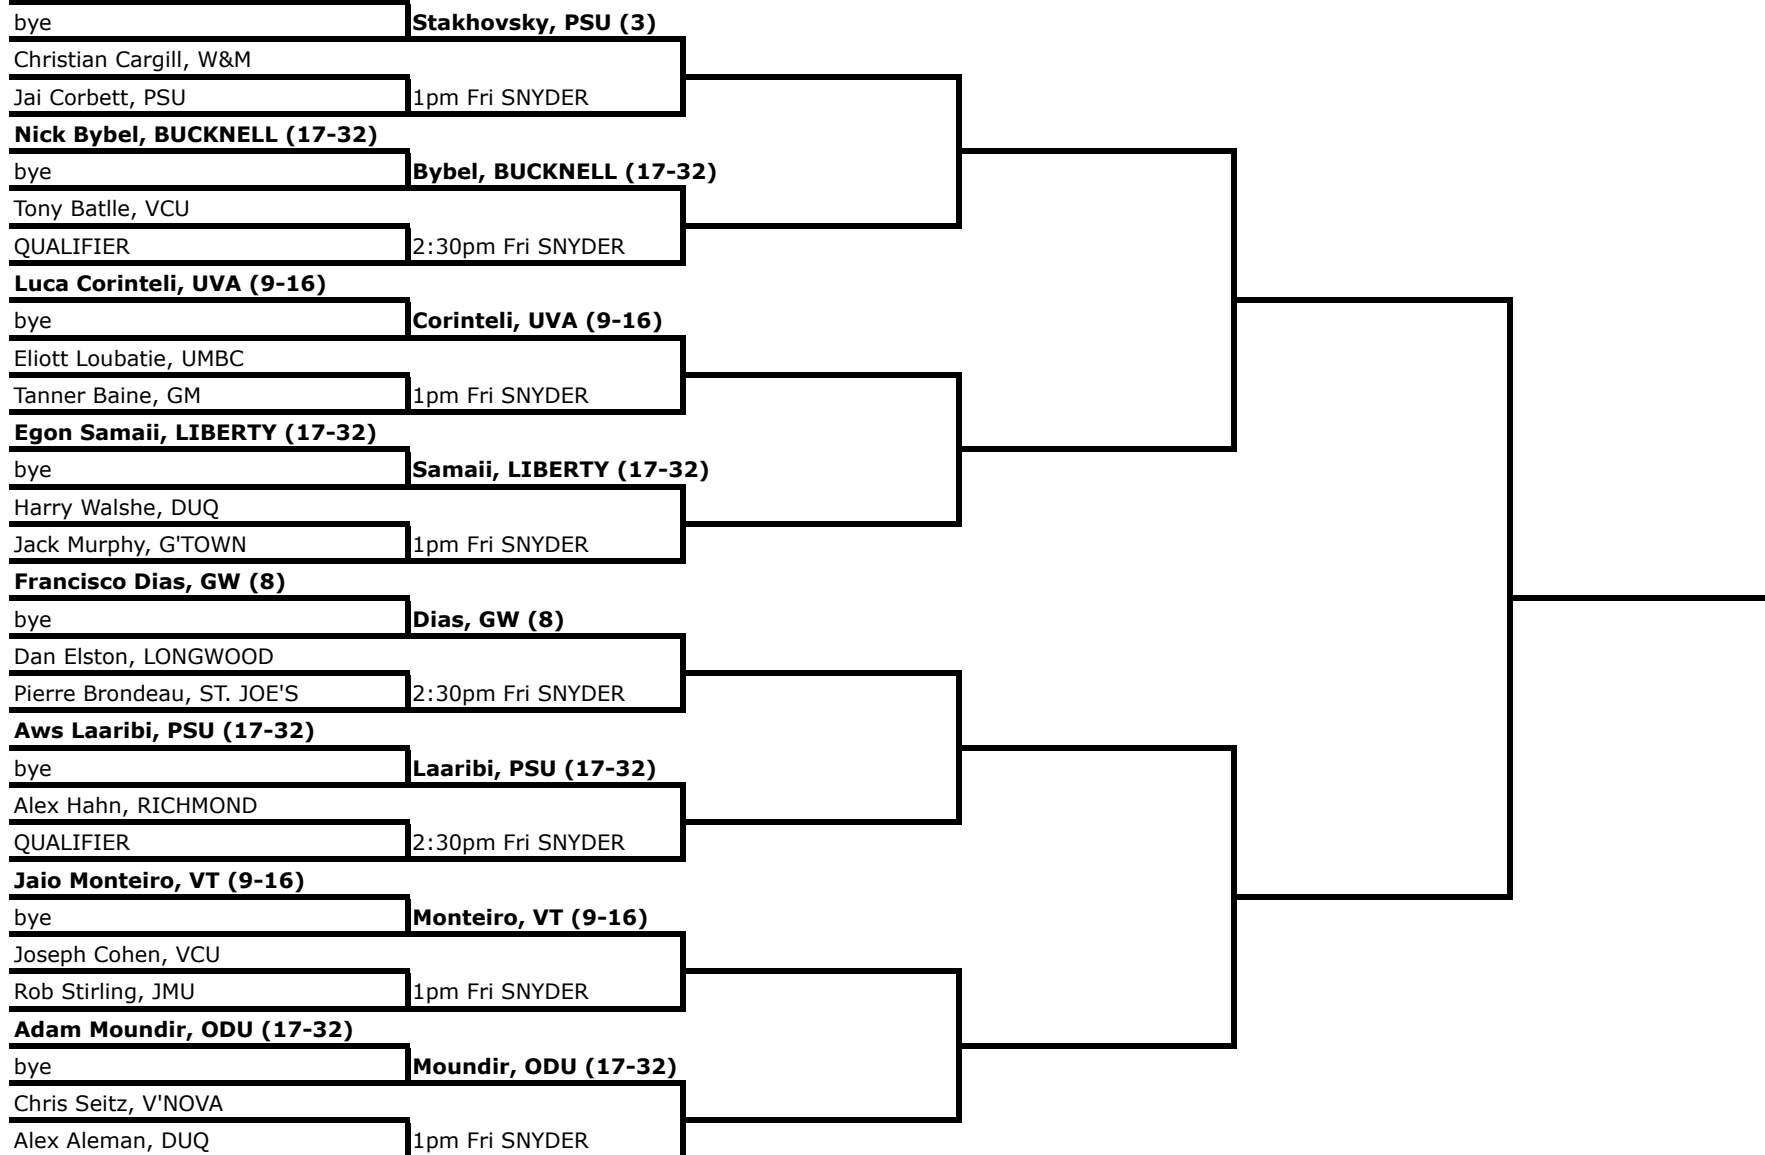 bye
Stakhovsky, PSU (3)
Christian Cargill, W&M
Jai Corbett, PSU
1pm Fri SNYDER
Nick Bybel, BUCKNELL (17-32)
bye
Bybel, BUCKNELL (17-32)
Tony Batlle, VCU
QUALIFIER
2:30pm Fri SNYDER
Luca Corinteli, UVA (9-16)
bye
Corinteli, UVA (9-16)
Eliott Loubatie, UMBC
Tanner Baine, GM
1pm Fri SNYDER
Egon Samaii, LIBERTY (17-32)
bye
Samaii, LIBERTY (17-32)
Harry Walshe, DUQ
Jack Murphy, G'TOWN
1pm Fri SNYDER
Francisco Dias, GW (8)
bye
Dias, GW (8)
Dan Elston, LONGWOOD
Pierre Brondeau, ST. JOE'S
2:30pm Fri SNYDER
Aws Laaribi, PSU (17-32)
bye
Laaribi, PSU (17-32)
Alex Hahn, RICHMOND
QUALIFIER
2:30pm Fri SNYDER
Jaio Monteiro, VT (9-16)
bye
Monteiro, VT (9-16)
Joseph Cohen, VCU
Rob Stirling, JMU
1pm Fri SNYDER
Adam Moundir, ODU (17-32)
bye
Moundir, ODU (17-32)
Chris Seitz, V'NOVA
Alex Aleman, DUQ
1pm Fri SNYDER